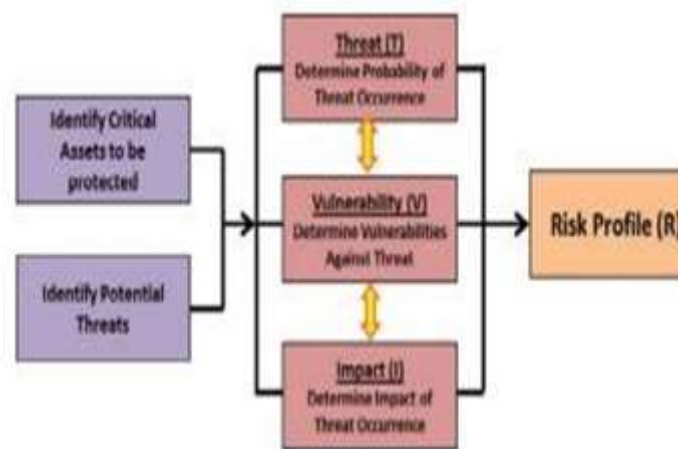 Identify Critical
Assets to be
protected
Identify Potential
Threats
Threat (T)
Determine Probability of
Threat Occurrence
Vulnerability (V)
Determine Vulnerabilities
Against Threat
Impact (I)
Determine Impact of
Threat Occurrence
Risk Profile (R)